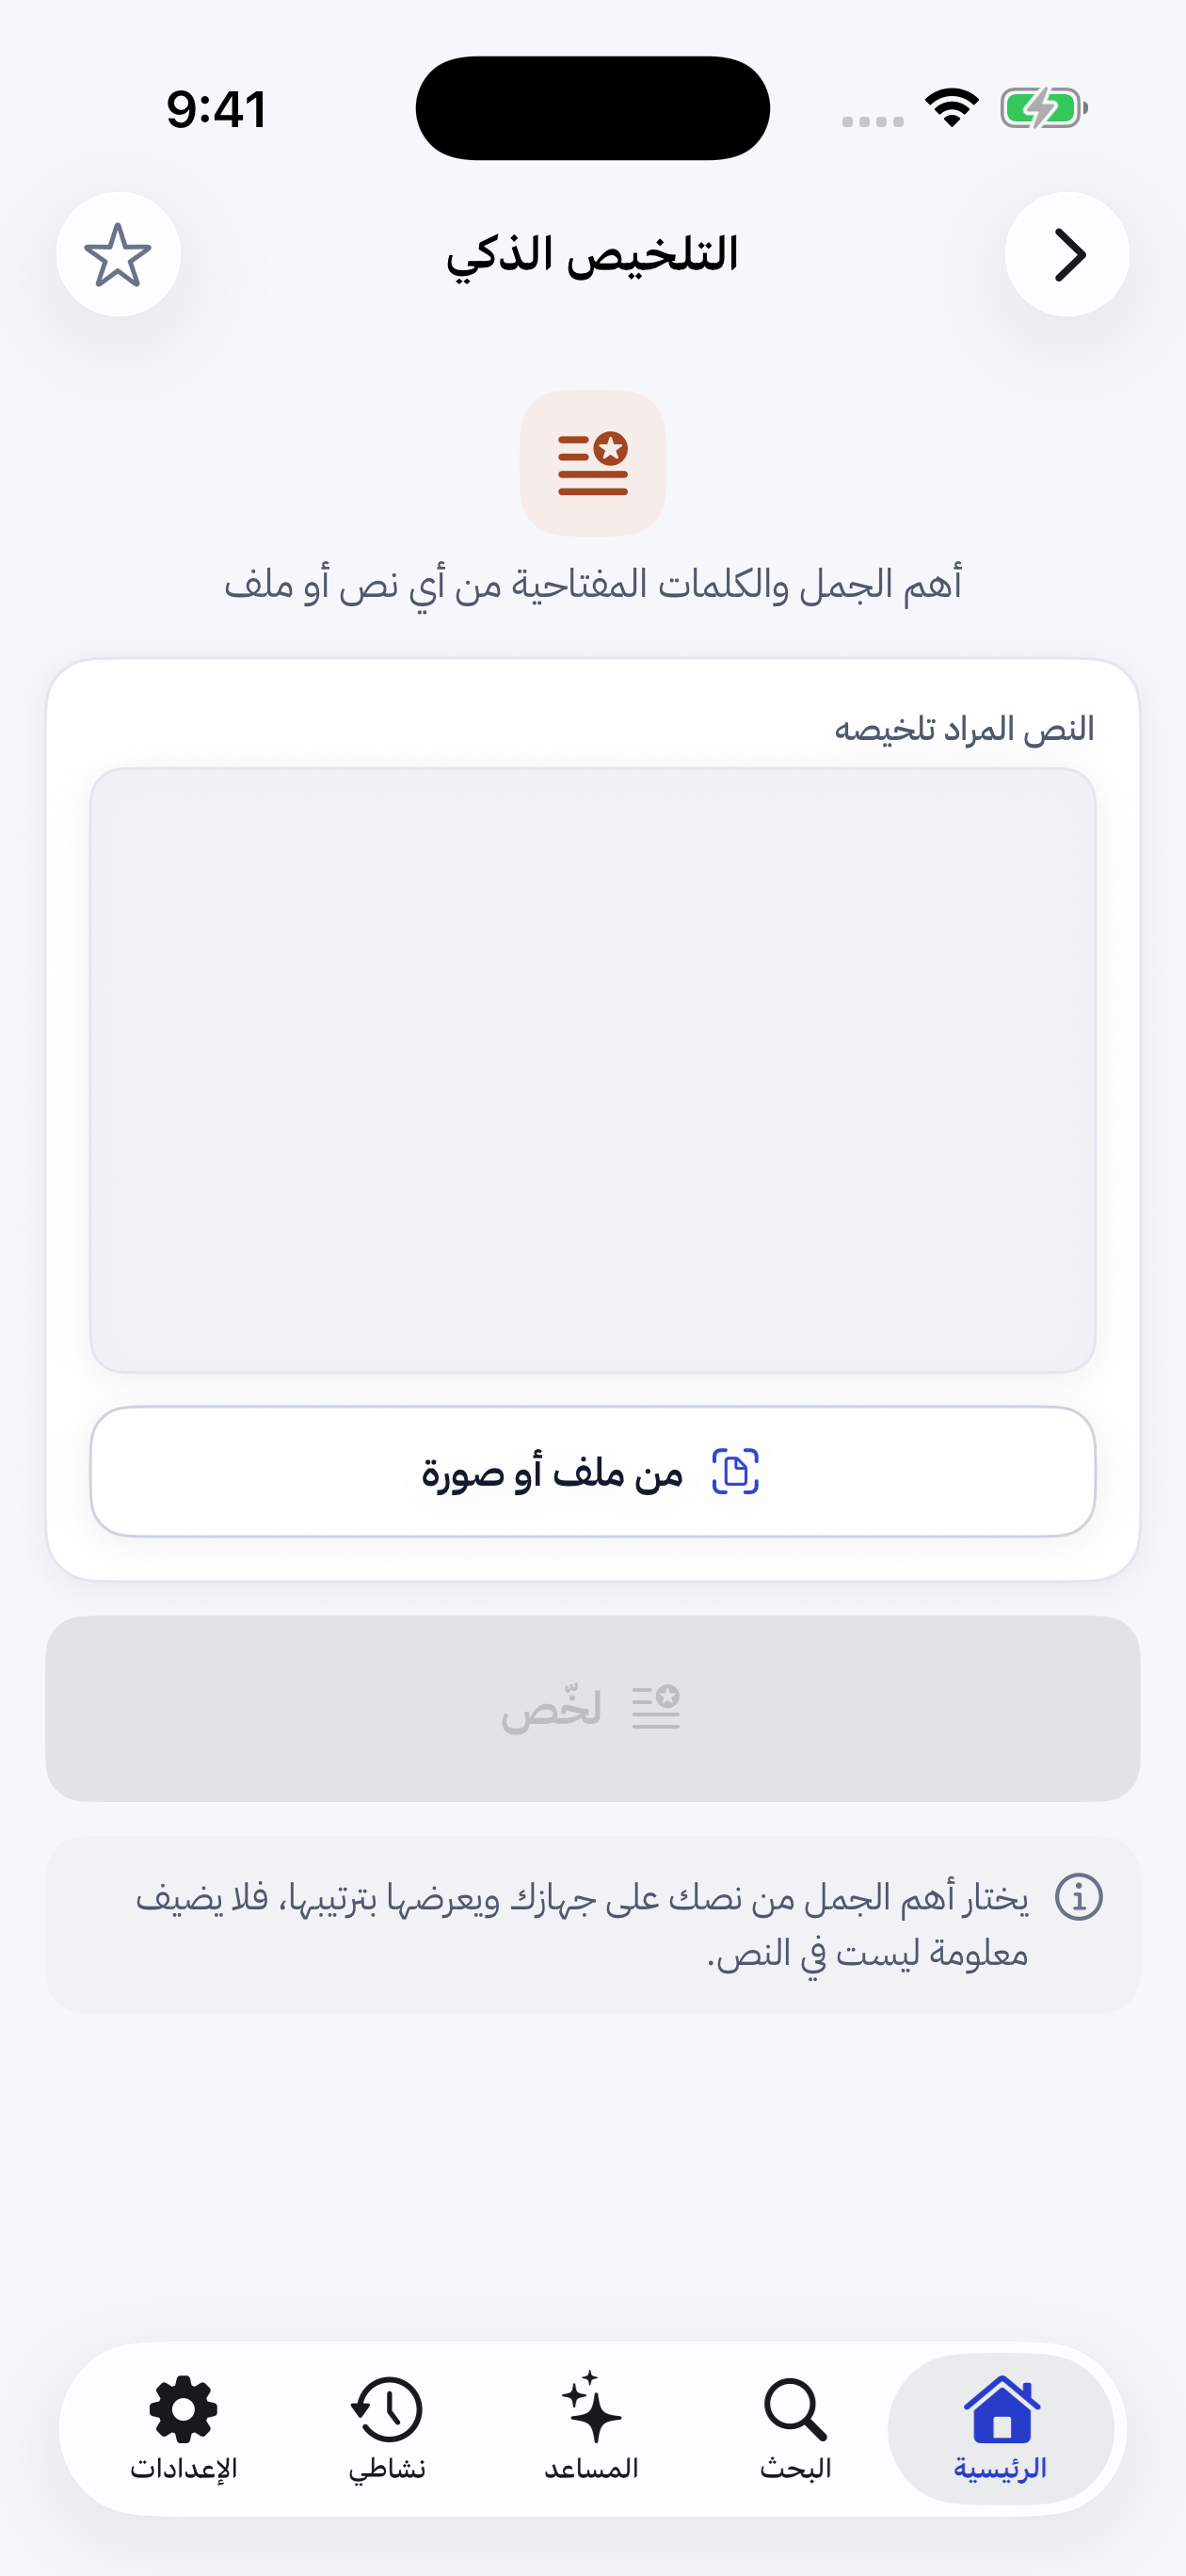 9:41
التلخيص الذكي
أهم الجمل والكلمات المفتاحية من أي نص أو ملف
النص المراد تلخيصه
من ملف أو صورة
لخّص
يختار أهم الجمل من نصك على جهازك ويعرضها بترتيبها، فلا يضيف
معلومة ليست في النص.
الرئيسية
البحث
المساعد
نشاطي
الإعدادات